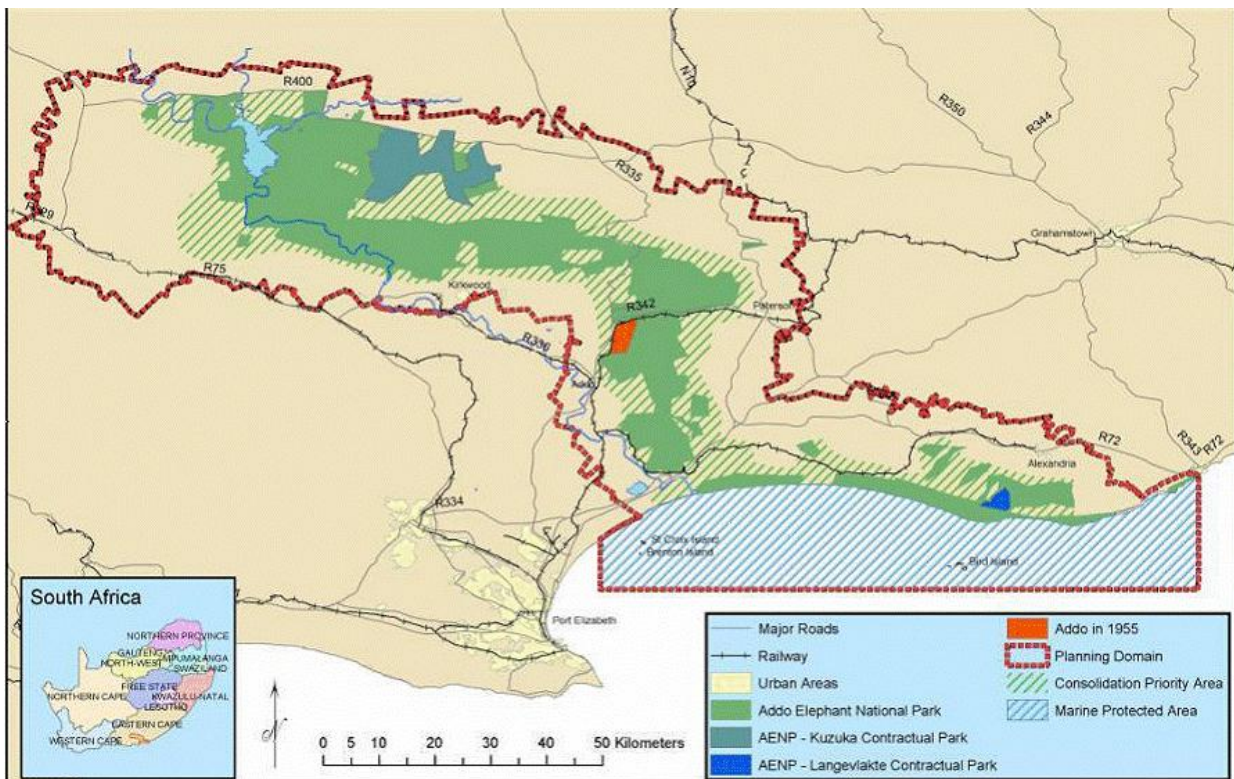 R400
N10
R350
R344
R335
R329
Grahamstown
R75
Kirkwood
R342
Paterson
R336
Addo
R72
R343
R72
Alexandria
R334
St Croix Island
Brenton Island
Bird Island
Port Elizabeth
South Africa
NORTHERN PROVINCE
GAUTENG
MPUMALANGA
NORTH-WEST
SWAZILAND
FREE STATE
NORTHERN CAPE
KWAZULU-NATAL
LESOTHO
EASTERN CAPE
WESTERN CAPE
N
0 5 10 20 30 40 50 Kilometers
Major Roads
Railway
Urban Areas
Addo Elephant National Park
AENP - Kuzuka Contractual Park
AENP - Langevlakte Contractual Park
Addo in 1955
Planning Domain
Consolidation Priority Area
Marine Protected Area